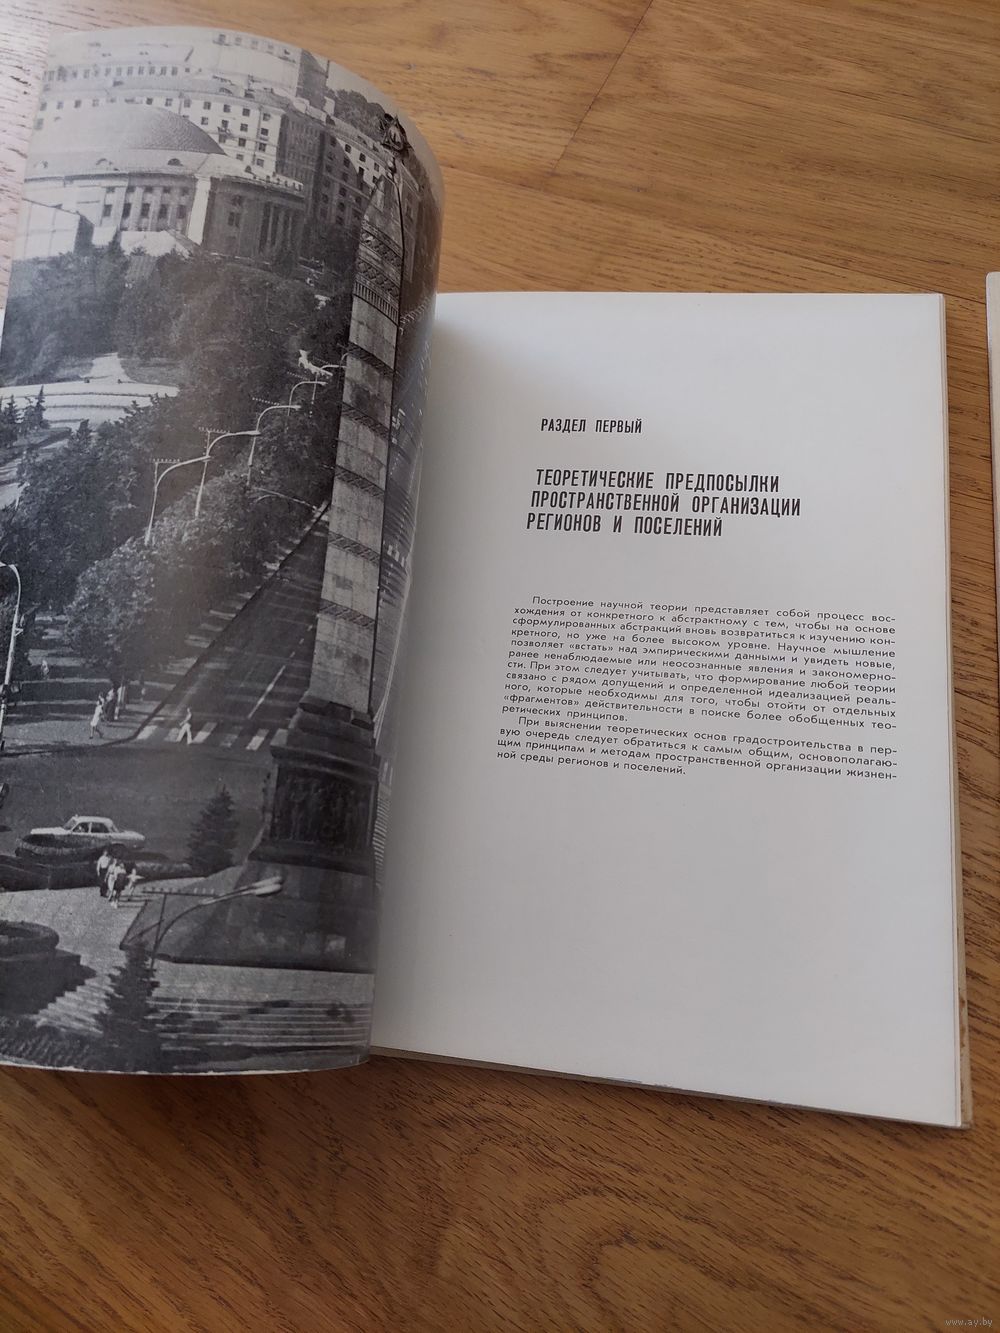 РАЗДЕЛ ПЕРВЫЙ
ТЕОРЕТИЧЕСКИЕ ПРЕДПОСЫЛКИ
ПРОСТРАНСТВЕННОЙ ОРГАНИЗАЦИИ
РЕГИОНОВ И ПОСЕЛЕНИЙ
Построение научной теории представляет собой процесс вос-
хождения от конкретного к абстрактному с тем, чтобы на основе
сформулированных абстракций вновь возвратиться к изучению кон-
кретного, но уже на более высоком уровне. Научное мышление
позволяет «встать» над эмпирическими данными и увидеть новые,
ранее ненаблюдаемые или неосознанные явления и закономерно-
сти. При этом следует учитывать, что формирование любой теории
связано с рядом допущений и определенной идеализацией реаль-
ного, которые необходимы для того, чтобы отойти от отдельных
«фрагментов» действительности в поиске более обобщенных тео-
ретических принципов.
При выяснении теоретических основ градостроительства в пер-
вую очередь следует обратиться к самым общим, основополагаю-
щим принципам и методам пространственной организации жизнен-
ной среды регионов и поселений.
www.ay.by